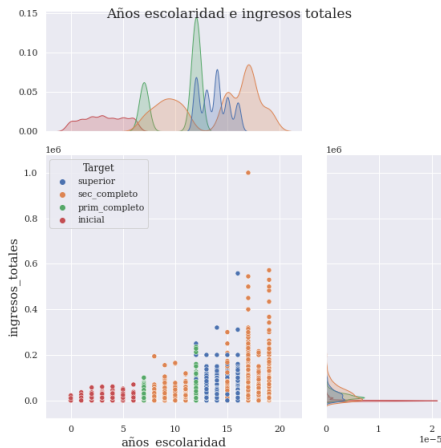 Años escolaridad e ingresos totales
0.15
0.10
0.05
0.00
1e6
1e6
Target
superior
sec_completo
prim_completo
inicial
1.0
0.8
0.6
0.4
0.2
0.0
ingresos_totales
0 5 10 15 20
años_escolaridad
0 1 2
1e-5